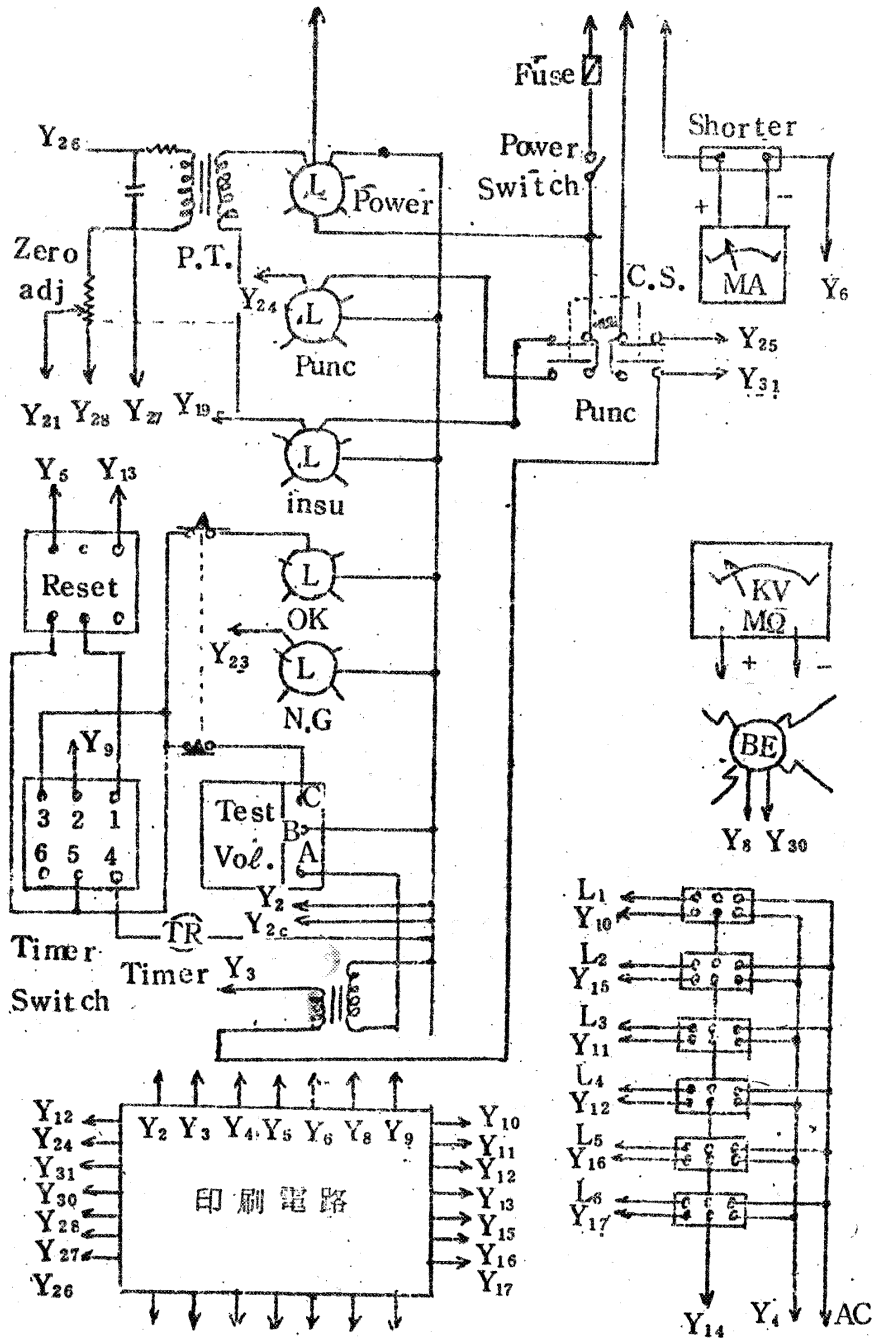 Fuse
Y26
Shorter
Power
Switch
L
Power
+
-
Zero
adj
P.T.
C.S.
MA
Y6
Y24
L
Punc
Y25
Y31
Punc
Y21
Y28
Y27
Y19
L
insu
Y5
Y13
Reset
L
OK
KV
MΩ
+
-
Y23
L
N.G
Y9
BE
3 2 1
6 5 4
Test
Vol.
C
B
A
Y8
Y30
Y2
Y2c
L1
Y10
TR
Timer
Switch
Timer
Y3
L2
Y15
L3
Y11
L4
Y12
L5
Y16
L6
Y17
Y14
Y4
AC
Y2 Y3 Y4 Y5 Y6 Y8 Y9
Y12
Y24
Y31
Y30
Y28
Y27
Y26
印刷電路
Y10
Y11
Y12
Y13
Y15
Y16
Y17